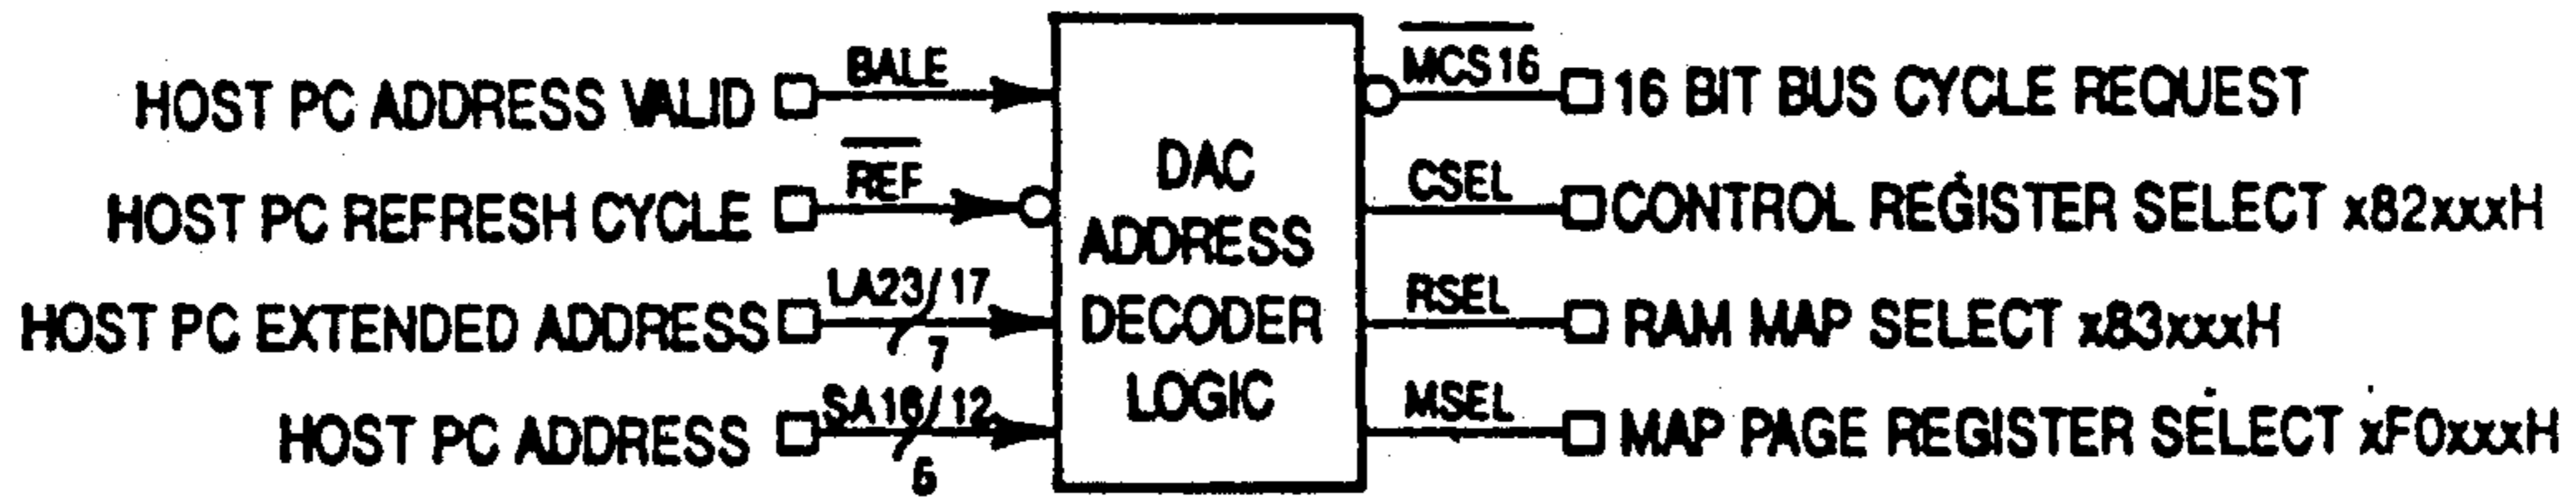 HOST PC ADDRESS VALID BALE MCS16 16 BIT BUS CYCLE REQUEST
HOST PC REFRESH CYCLE REF CSEL CONTROL REGISTER SELECT x82xxxH
HOST PC EXTENDED ADDRESS LA23/17 7 RSEL RAM MAP SELECT x83xxxH
HOST PC ADDRESS SA16/12 5 MSEL MAP PAGE REGISTER SELECT xF0xxxH
DAC
ADDRESS
DECODER
LOGIC